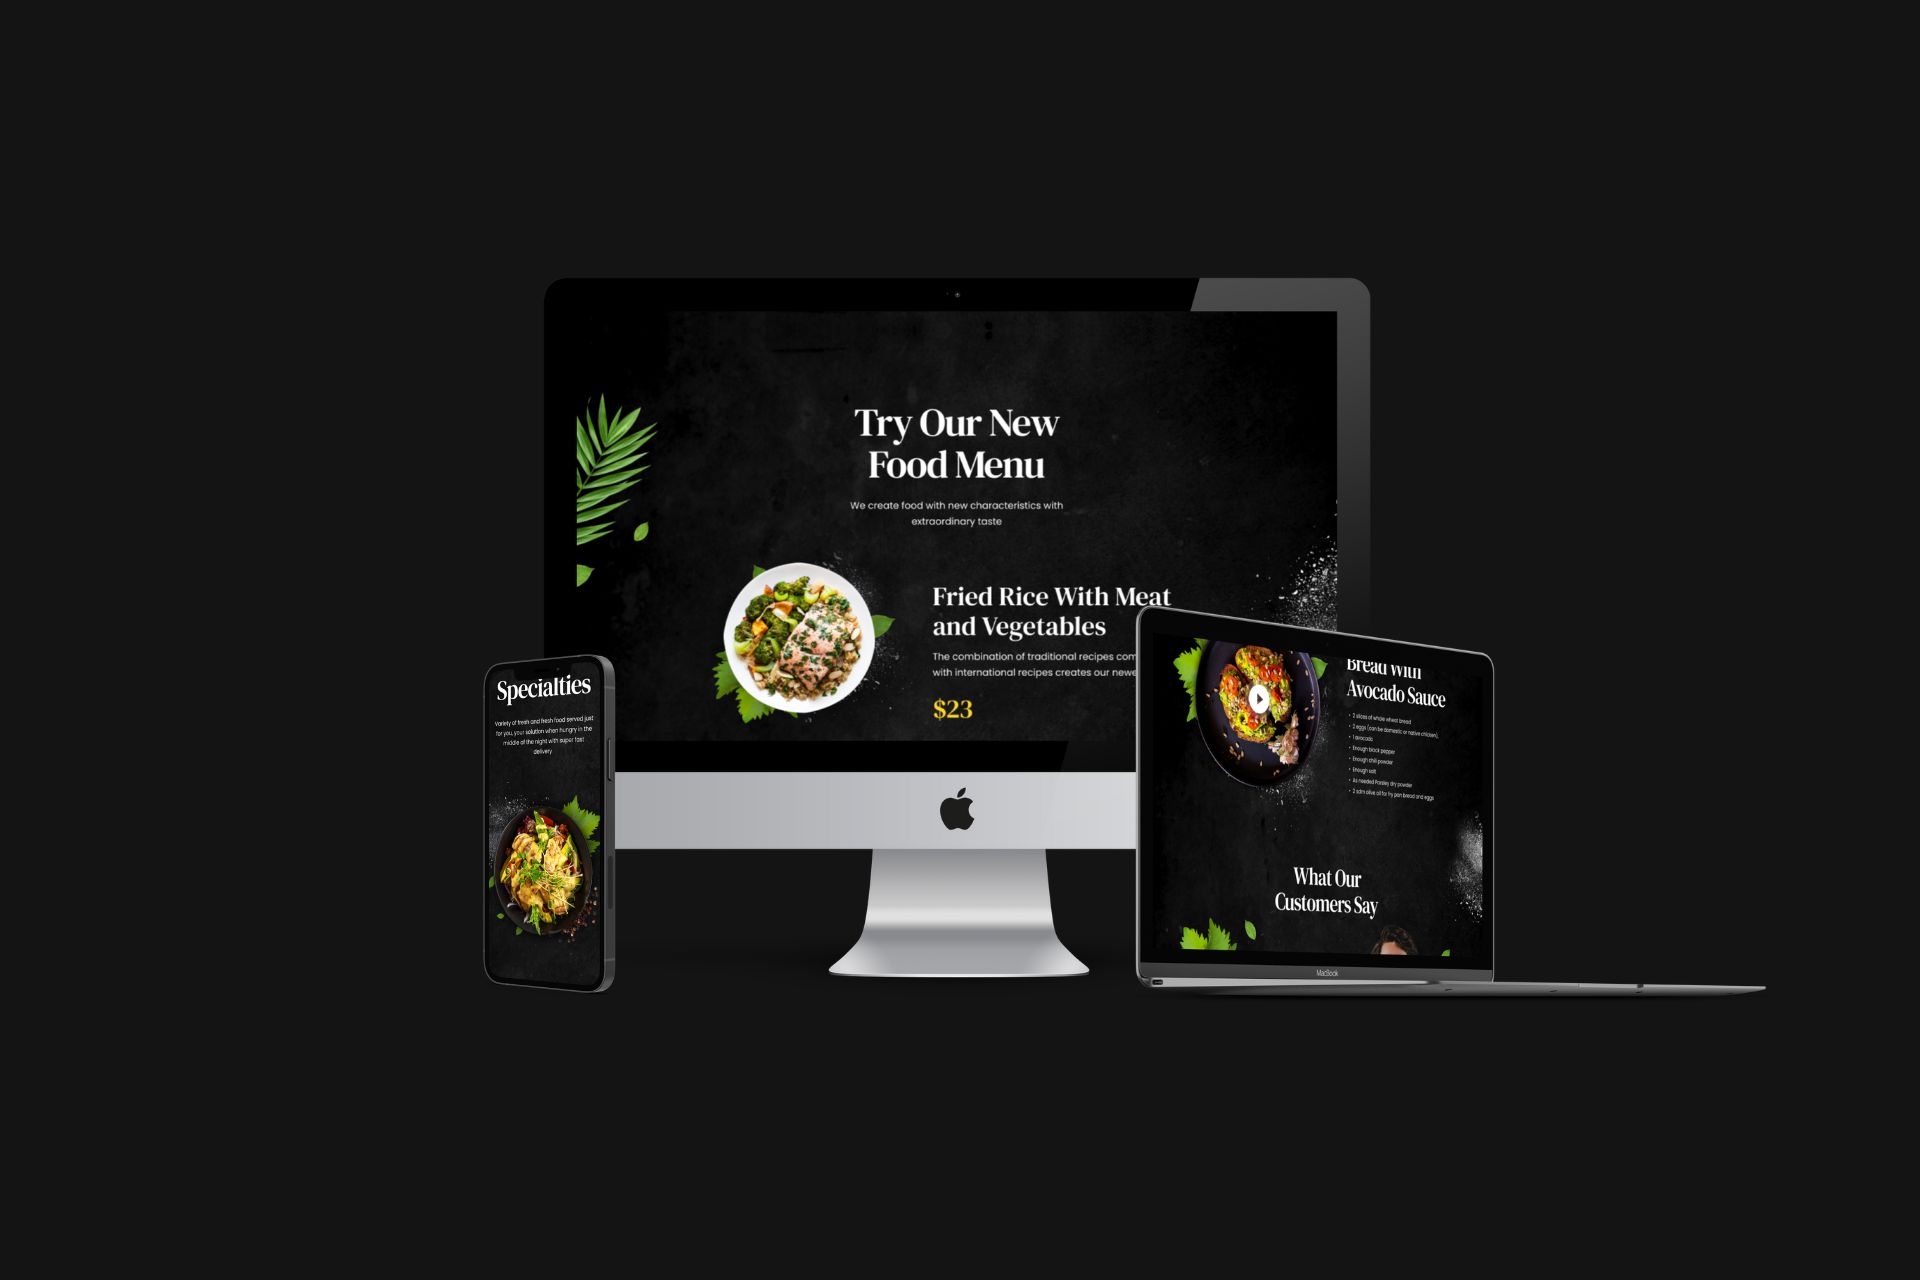 Try Our New
Food Menu
We create food with new characteristics with
extraordinary taste
Fried Rice With Meat
and Vegetables
The combination of traditional recipes com
with international recipes creates our newe
$23
Specialties
Variety of fresh and fresh food served just
for you, your solution when hungry in the
middle of the night with super fast
delivery
Bread With
Avocado Sauce
• 2 slices of whole wheat bread
• 2 eggs (can be domestic or native chicken),
• 1 avocado
• Enough black pepper
• Enough chili powder
• Enough salt
• As needed Parsley dry powder
• 2 sdm olive oil for fry pan bread and eggs
What Our
Customers Say
MacBook